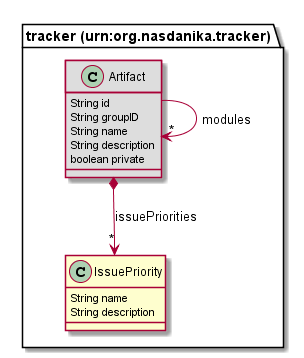 tracker (urn:org.nasdanika.tracker)
C Artifact
String id
String groupID
String name
String description
boolean private
modules
*
issuePriorities
*
C IssuePriority
String name
String description